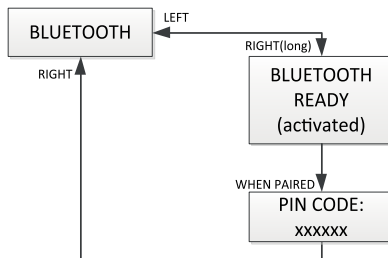 BLUETOOTH
LEFT
RIGHT(long)
RIGHT
BLUETOOTH
READY
(activated)
WHEN PAIRED
PIN CODE:
xxxxxx